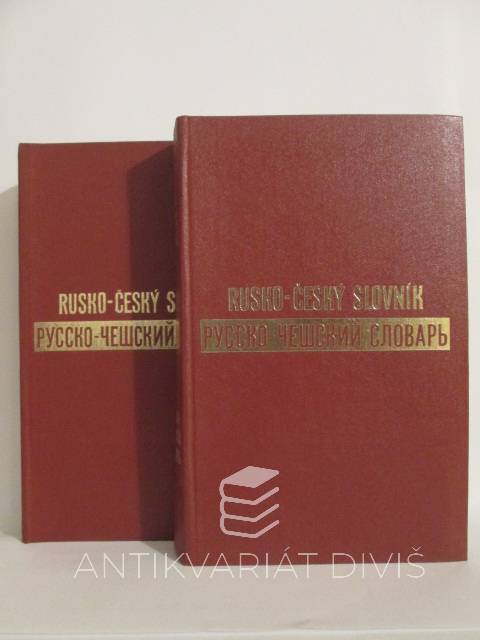 RUSKO-ČESKÝ S
РУССКО-ЧЕШСКИЙ
RUSKO-ČESKÝ SLOVNÍK
РУССКО-ЧЕШСКИЙ СЛОВАРЬ
ANTIKVARIÁT DIVIŠ